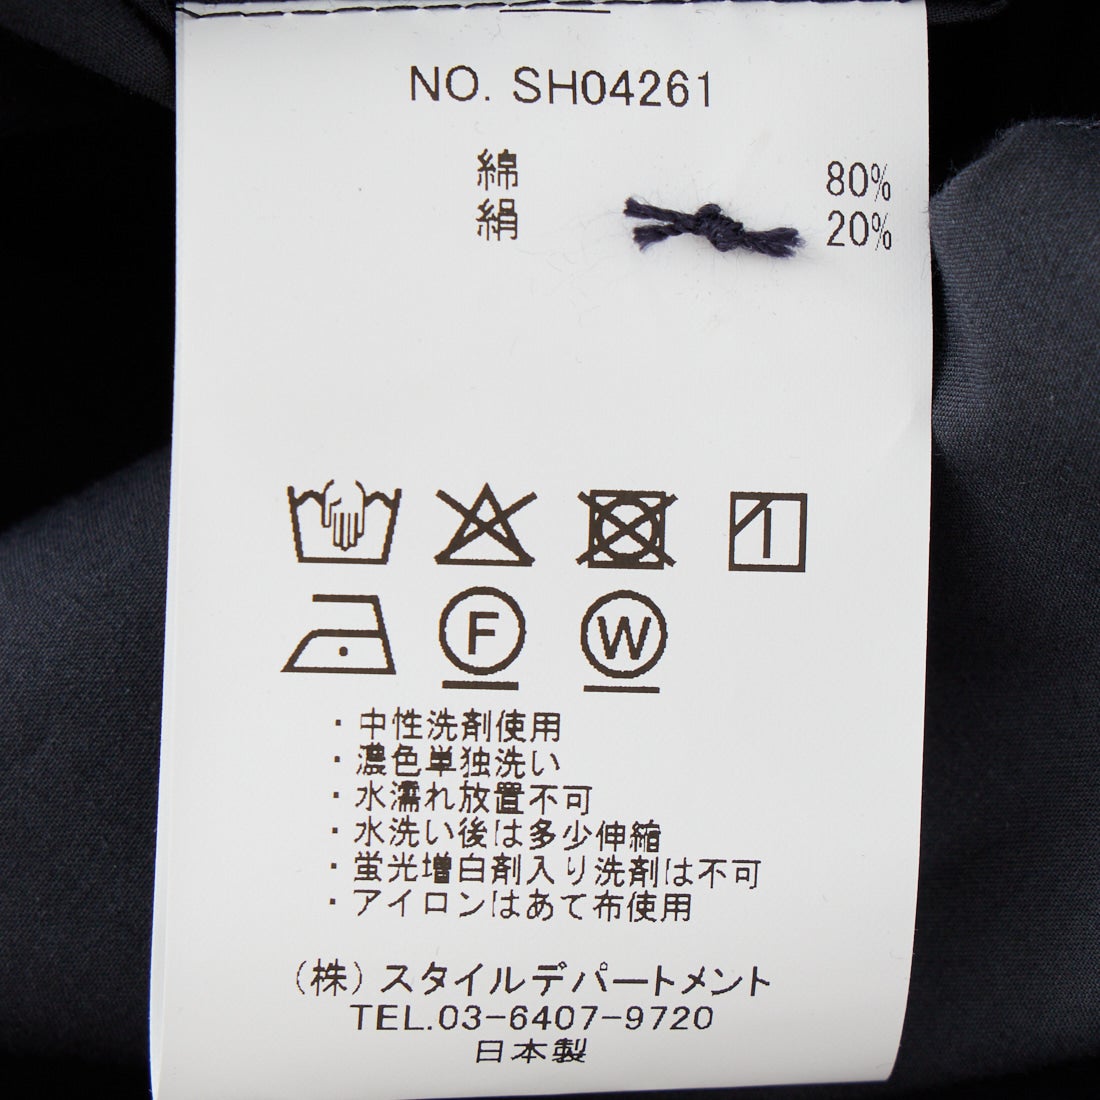 NO. SH04261
綿 80%
絹 20%
F W
・中性洗剤使用
・濃色単独洗い
・水濡れ放置不可
・水洗い後は多少伸縮
・蛍光増白剤入り洗剤は不可
・アイロンはあて布使用
(株)スタイルデパートメント
TEL.03-6407-9720
日本製